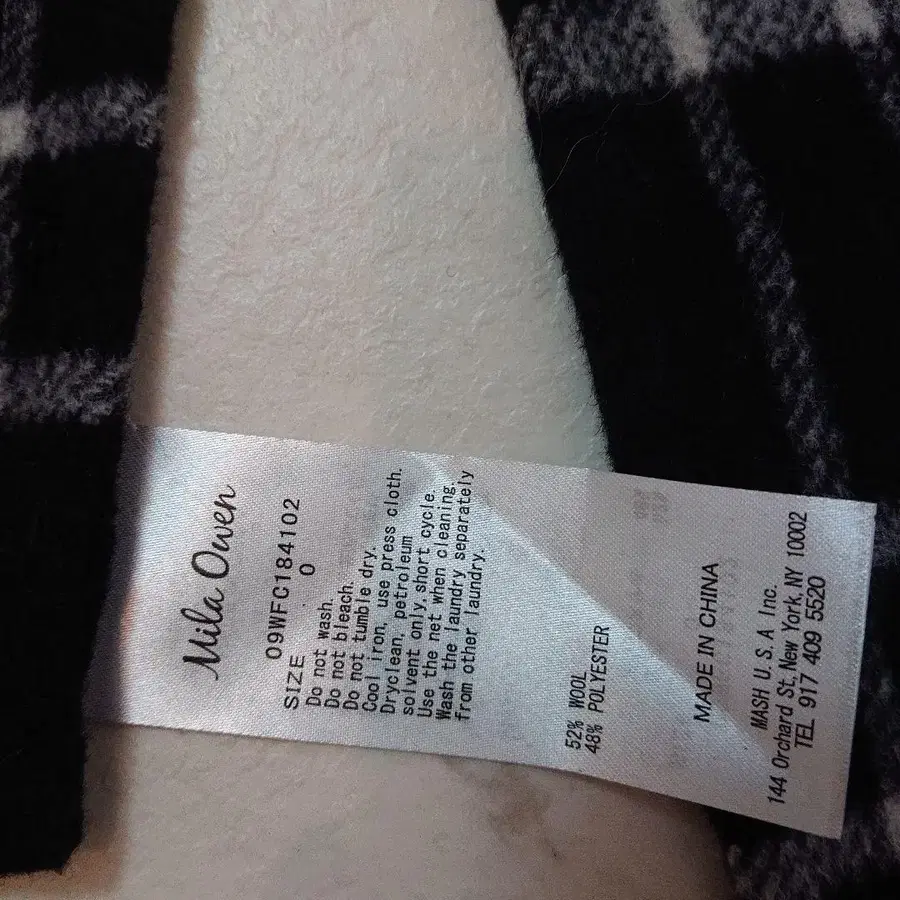 Mila Owen
09WFC184102
SIZE 0
Do not wash.
Do not bleach.
Do not tumble dry.
Cool iron, use press cloth.
Dryclean, petroleum
solvent only, short cycle.
Use the net when cleaning.
Wash the laundry separately
from other laundry.
52% WOOL
48% POLYESTER
MADE IN CHINA
MASH U.S.A Inc.
144 Orchard St, New York, NY 10002
TEL 917 409 5520